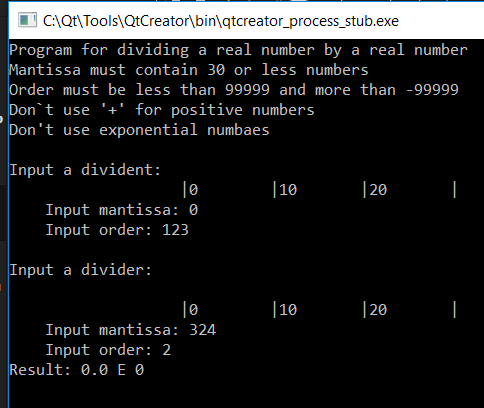 C:\Qt\Tools\QtCreator\bin\qtcreator_process_stub.exe
Program for dividing a real number by a real number
Mantissa must contain 30 or less numbers
Order must be less than 99999 and more than -99999
Don`t use '+' for positive numbers
Don't use exponential numbaes
Input a divident:
|0        |10       |20       |
Input mantissa: 0
Input order: 123
Input a divider:
|0        |10       |20       |
Input mantissa: 324
Input order: 2
Result: 0.0 E 0